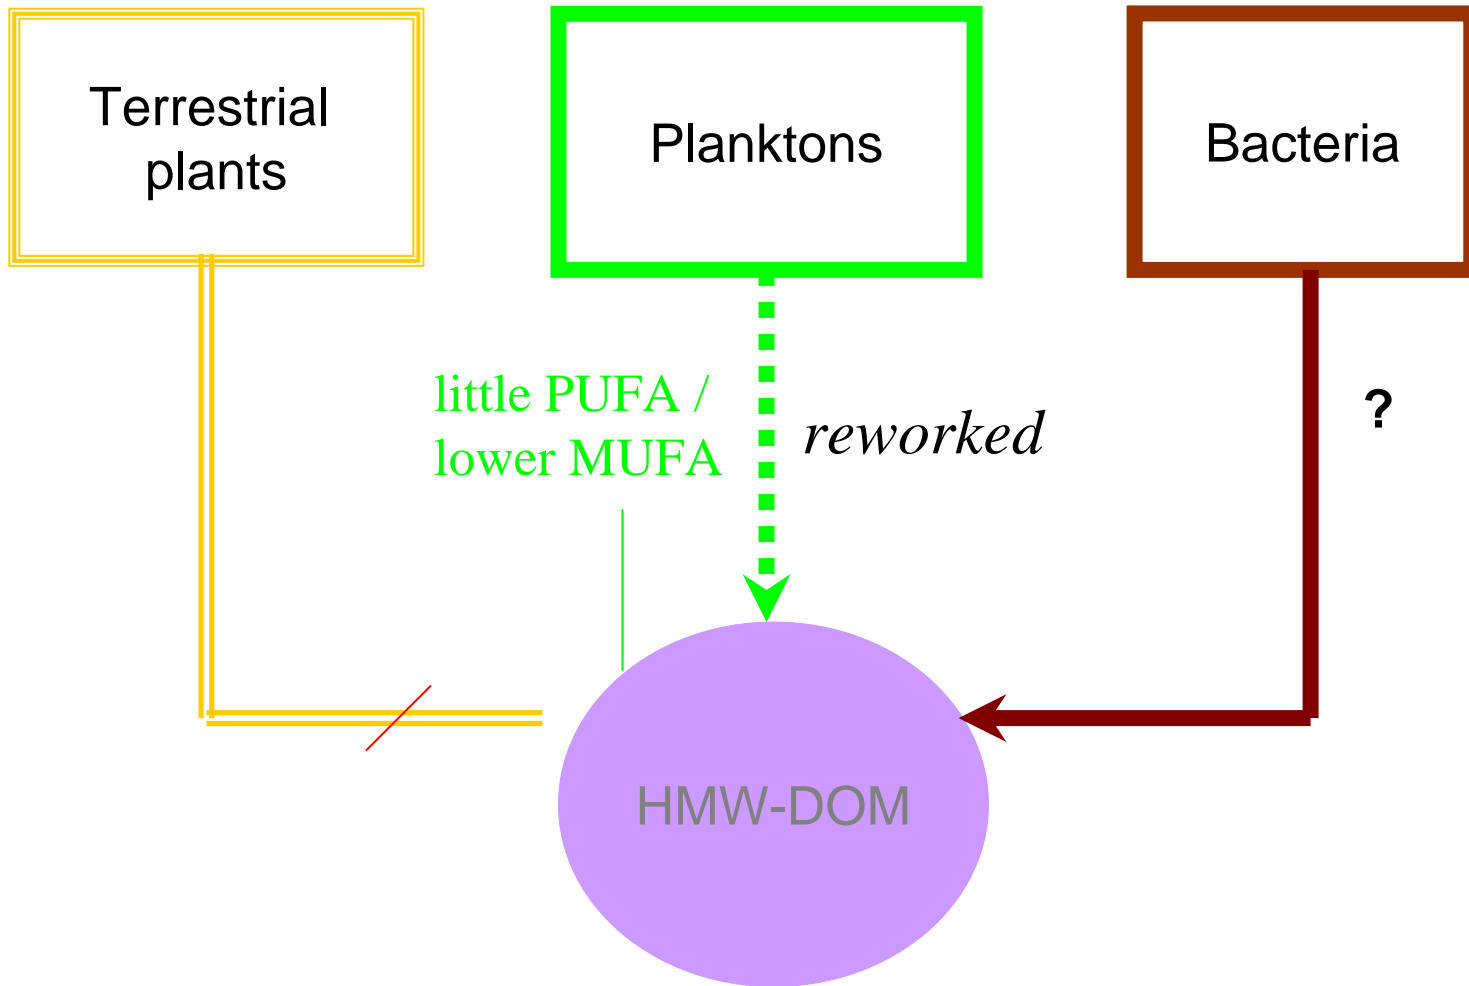 Terrestrial
plants
Planktons
Bacteria
little PUFA /
lower MUFA
reworked
?
HMW-DOM